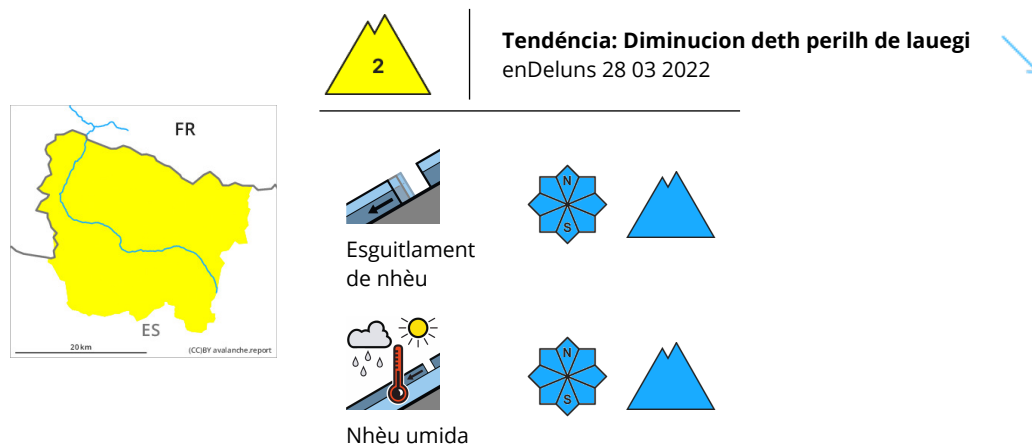 2
Tendéncia: Diminucion deth perilh de lauegi
enDeluns 28 03 2022
FR
ES
20 km
(CC)BY avalanche.report
N
S
Esguitlament
de nhèu
N
S
Nhèu umida